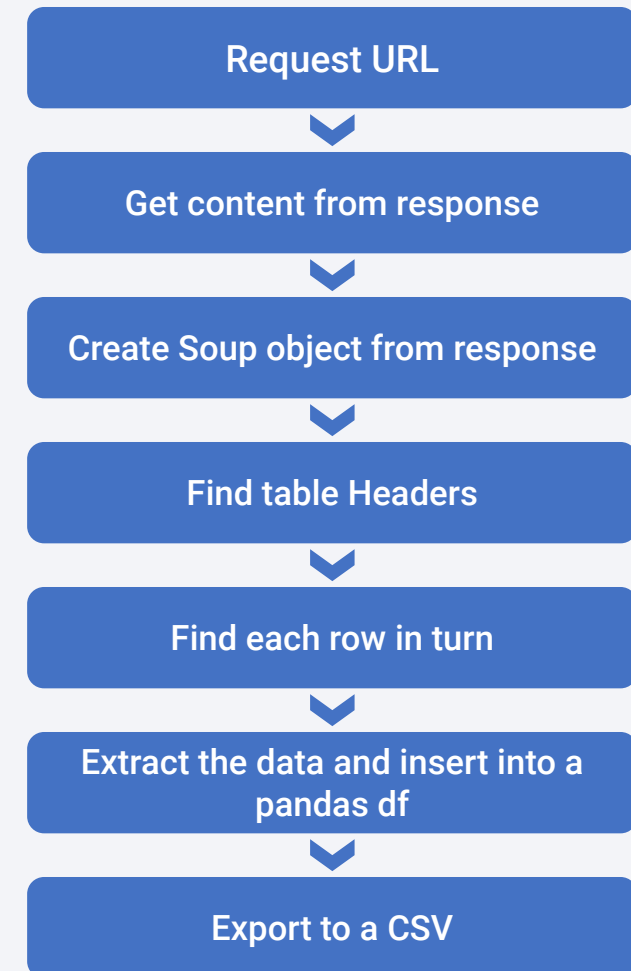 Request URL
Get content from response
Create Soup object from response
Find table Headers
Find each row in turn
Extract the data and insert into a
pandas df
Export to a CSV